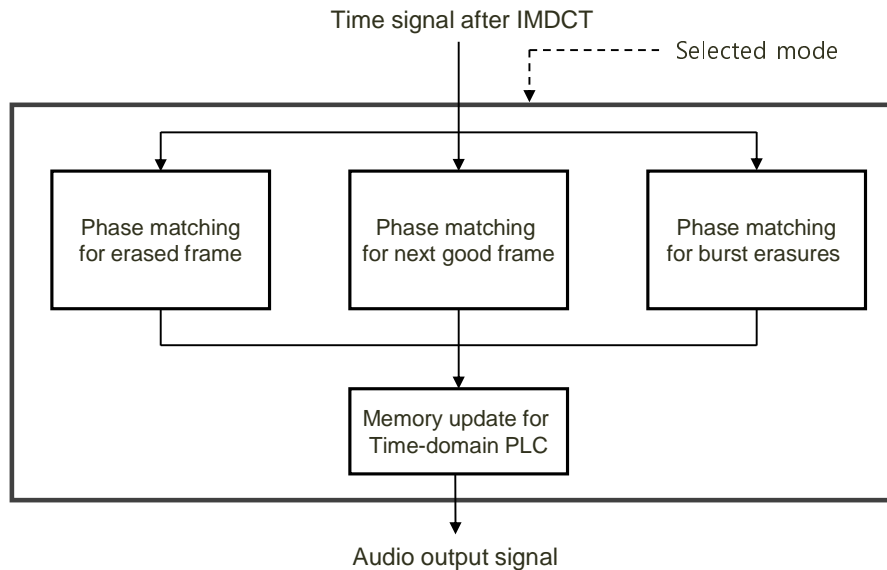 Time signal after IMDCT
Selected mode
Phase matching
for erased frame
Phase matching
for next good frame
Phase matching
for burst erasures
Memory update for
Time-domain PLC
Audio output signal